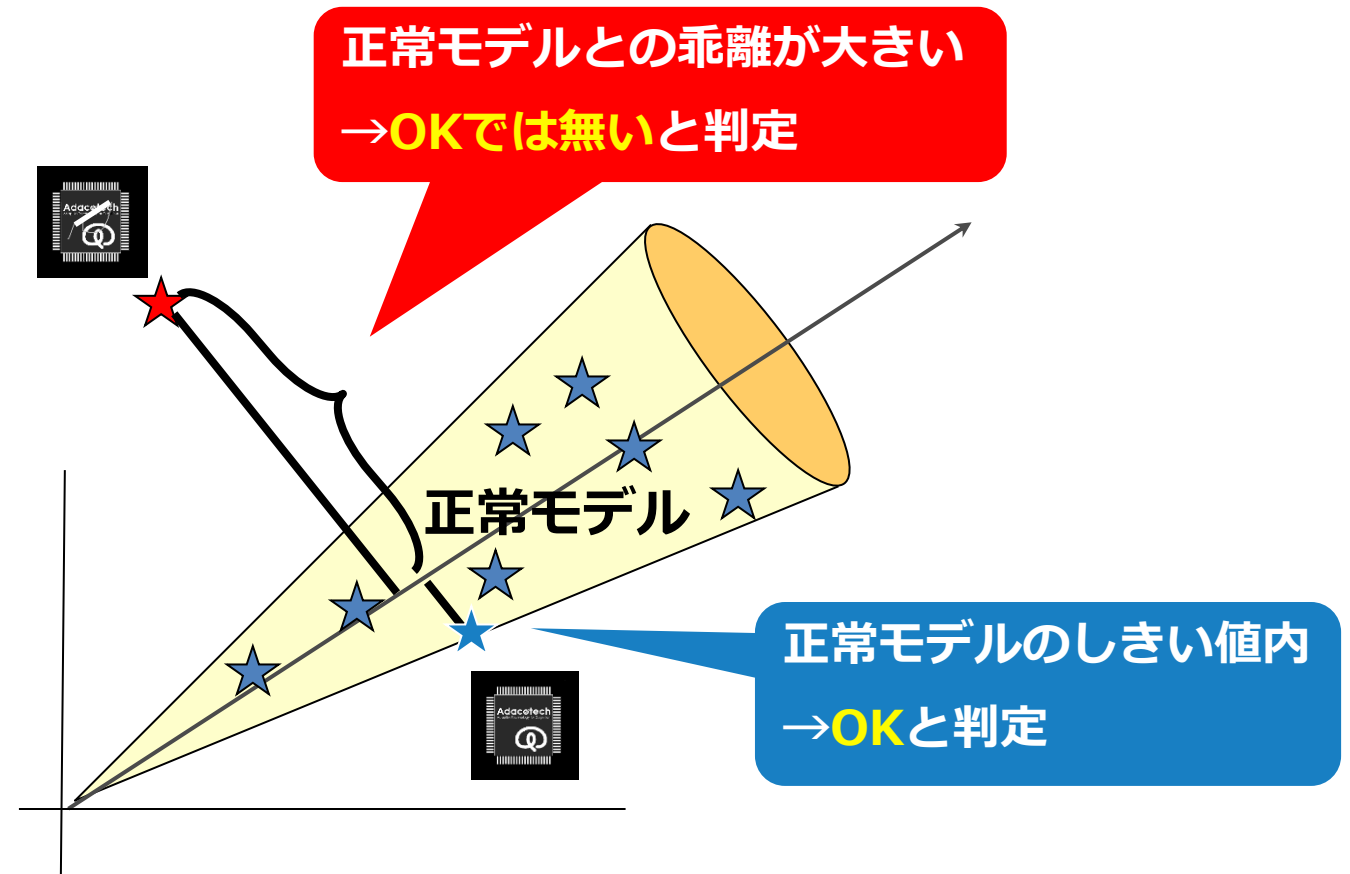 正常モデルとの乖離が大きい
→OKでは無いと判定
Adacotech
正常モデル
正常モデルのしきい値内
→OKと判定
Adacotech